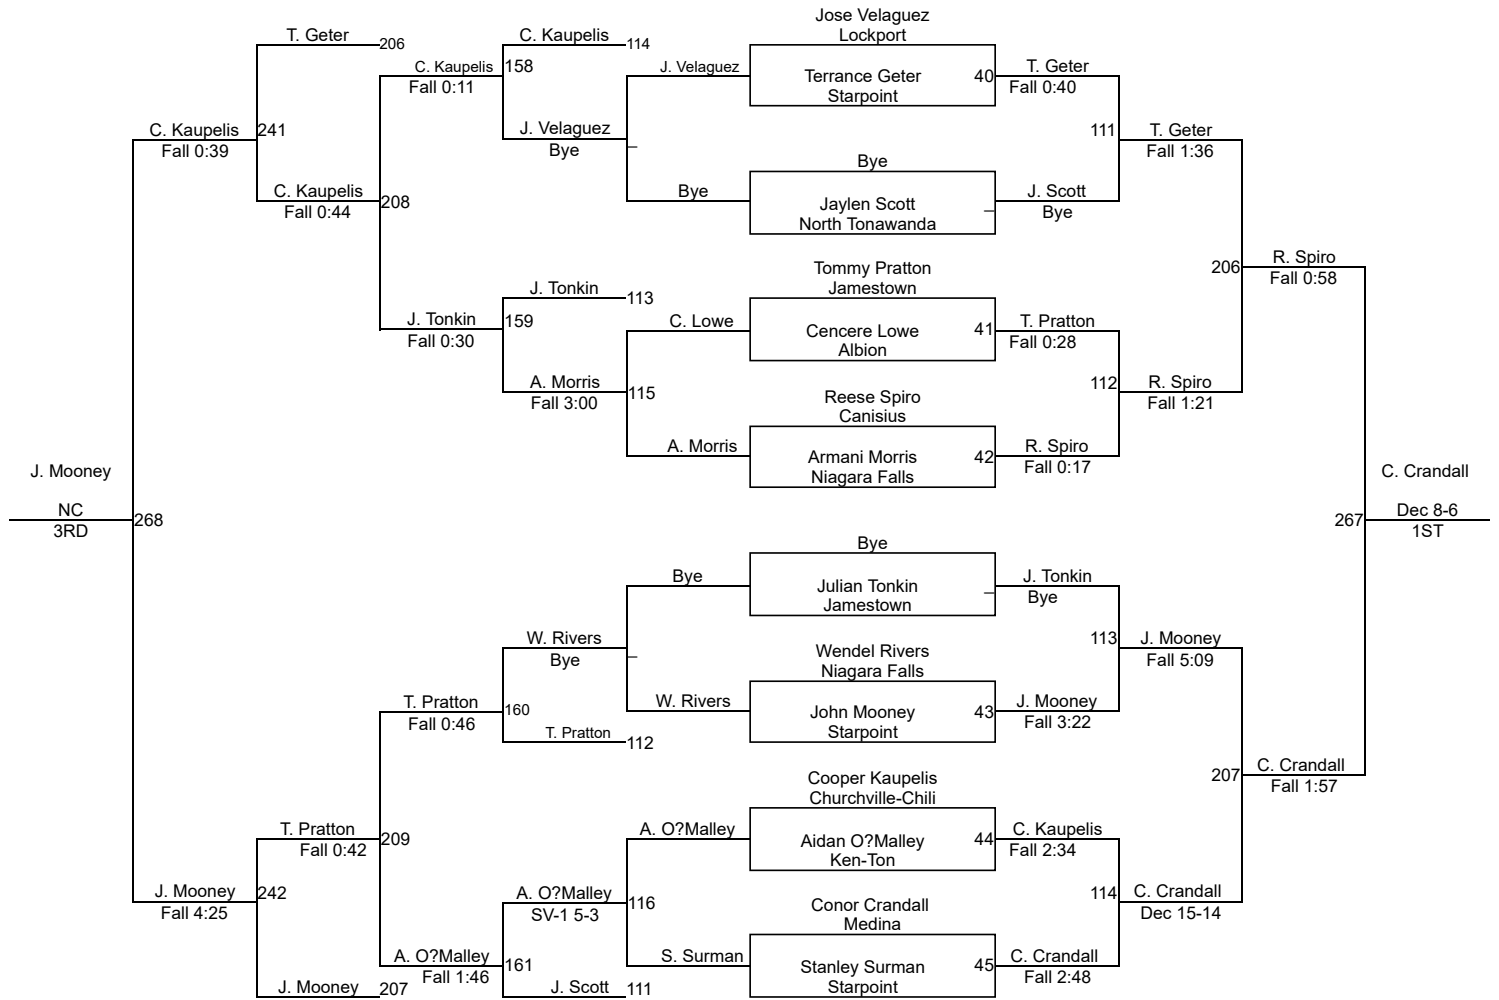 Jose Velaguez
Lockport
T. Geter
206
C. Kaupelis
114
C. Kaupelis
158
Fall 0:11
J. Velaguez
Terrance Geter
40
Starpoint
T. Geter
Fall 0:40
C. Kaupelis
241
Fall 0:39
J. Velaguez
Bye
111
T. Geter
Fall 1:36
Bye
C. Kaupelis
208
Fall 0:44
Bye
Jaylen Scott
North Tonawanda
J. Scott
Bye
206
R. Spiro
Fall 0:58
Tommy Pratton
Jamestown
J. Tonkin
113
J. Tonkin
159
Fall 0:30
C. Lowe
Cencere Lowe
41
Albion
T. Pratton
Fall 0:28
A. Morris
115
Fall 3:00
112
R. Spiro
Fall 1:21
Reese Spiro
Canisius
A. Morris
Armani Morris
42
Niagara Falls
R. Spiro
Fall 0:17
J. Mooney
NC
3RD
268
C. Crandall
267
Dec 8-6
1ST
Bye
Bye
Julian Tonkin
Jamestown
J. Tonkin
Bye
W. Rivers
Bye
113
J. Mooney
Fall 5:09
Wendel Rivers
Niagara Falls
T. Pratton
160
Fall 0:46
W. Rivers
John Mooney
43
Starpoint
J. Mooney
Fall 3:22
T. Pratton
112
207
C. Crandall
Fall 1:57
Cooper Kaupelis
Churchville-Chili
T. Pratton
209
Fall 0:42
A. O?Malley
Aidan O?Malley
44
Ken-Ton
C. Kaupelis
Fall 2:34
J. Mooney
242
Fall 4:25
A. O?Malley
116
SV-1 5-3
114
C. Crandall
Dec 15-14
Conor Crandall
Medina
A. O?Malley
161
Fall 1:46
S. Surman
Stanley Surman
45
Starpoint
C. Crandall
Fall 2:48
J. Mooney
207
J. Scott
111